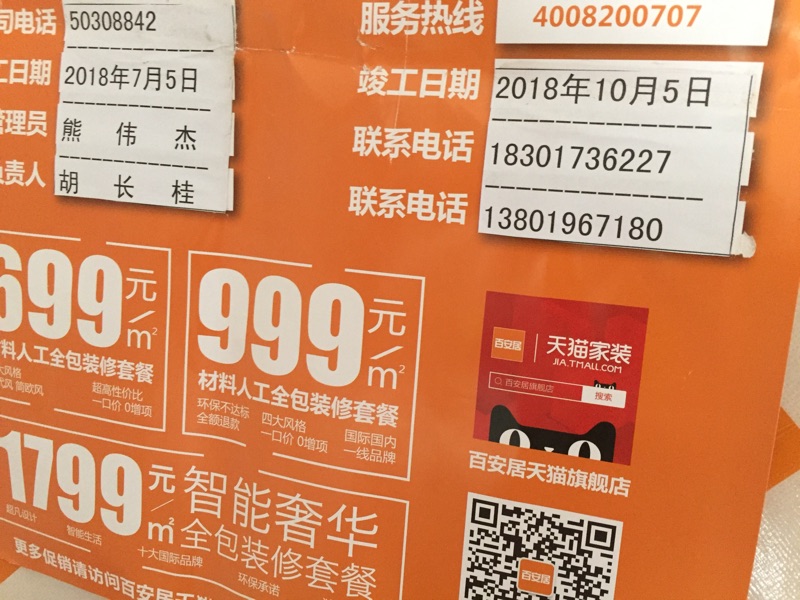 司电话 50308842 服务热线 4008200707
工日期 2018年7月5日 竣工日期 2018年10月5日
管理员 熊伟杰 联系电话 18301736227
负责人 胡长桂 联系电话 13801967180
699元/m²
料人工全包装修套餐
大风格
代风 简欧风
超高性价比
一口价 0增项
999元/m²
材料人工全包装修套餐
环保不达标
全额退款
四大风格
一口价 0增项
国际国内
一线品牌
1799元/m²
智能奢华
全包装修套餐
超凡设计
智能生活
十大国际品牌
环保承诺
更多促销请访问百安居天猫
百安居 天猫家装
JIA.TMALL.COM
百安居旗舰店 搜索
百安居天猫旗舰店
百安居